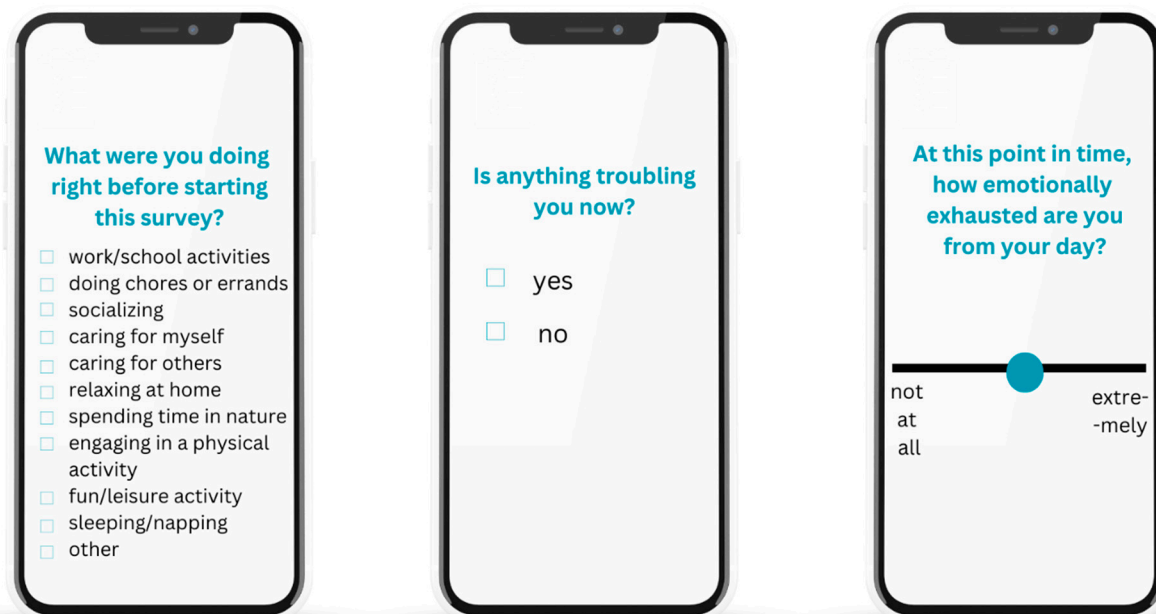 What were you doing
right before starting
this survey?
work/school activities
doing chores or errands
socializing
caring for myself
caring for others
relaxing at home
spending time in nature
engaging in a physical
activity
fun/leisure activity
sleeping/napping
other
Is anything troubling
you now?
yes
no
At this point in time,
how emotionally
exhausted are you
from your day?
not
at
all
extre-
-mely